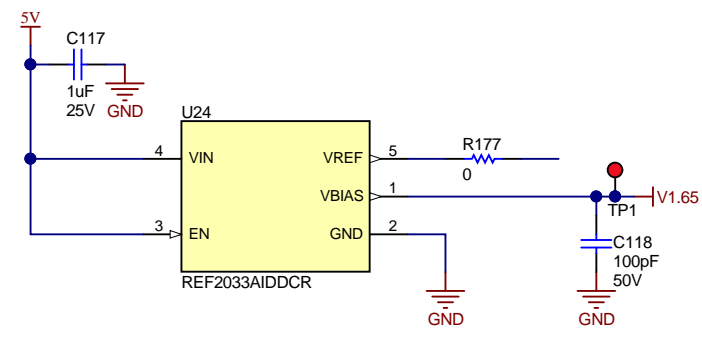 5V
C117
1uF
25V
GND
U24
4
VIN
VREF
5
R177
0
VBIAS
1
TP1
V1.65
3
EN
GND
2
C118
100pF
50V
REF2033AIDDCR
GND
GND